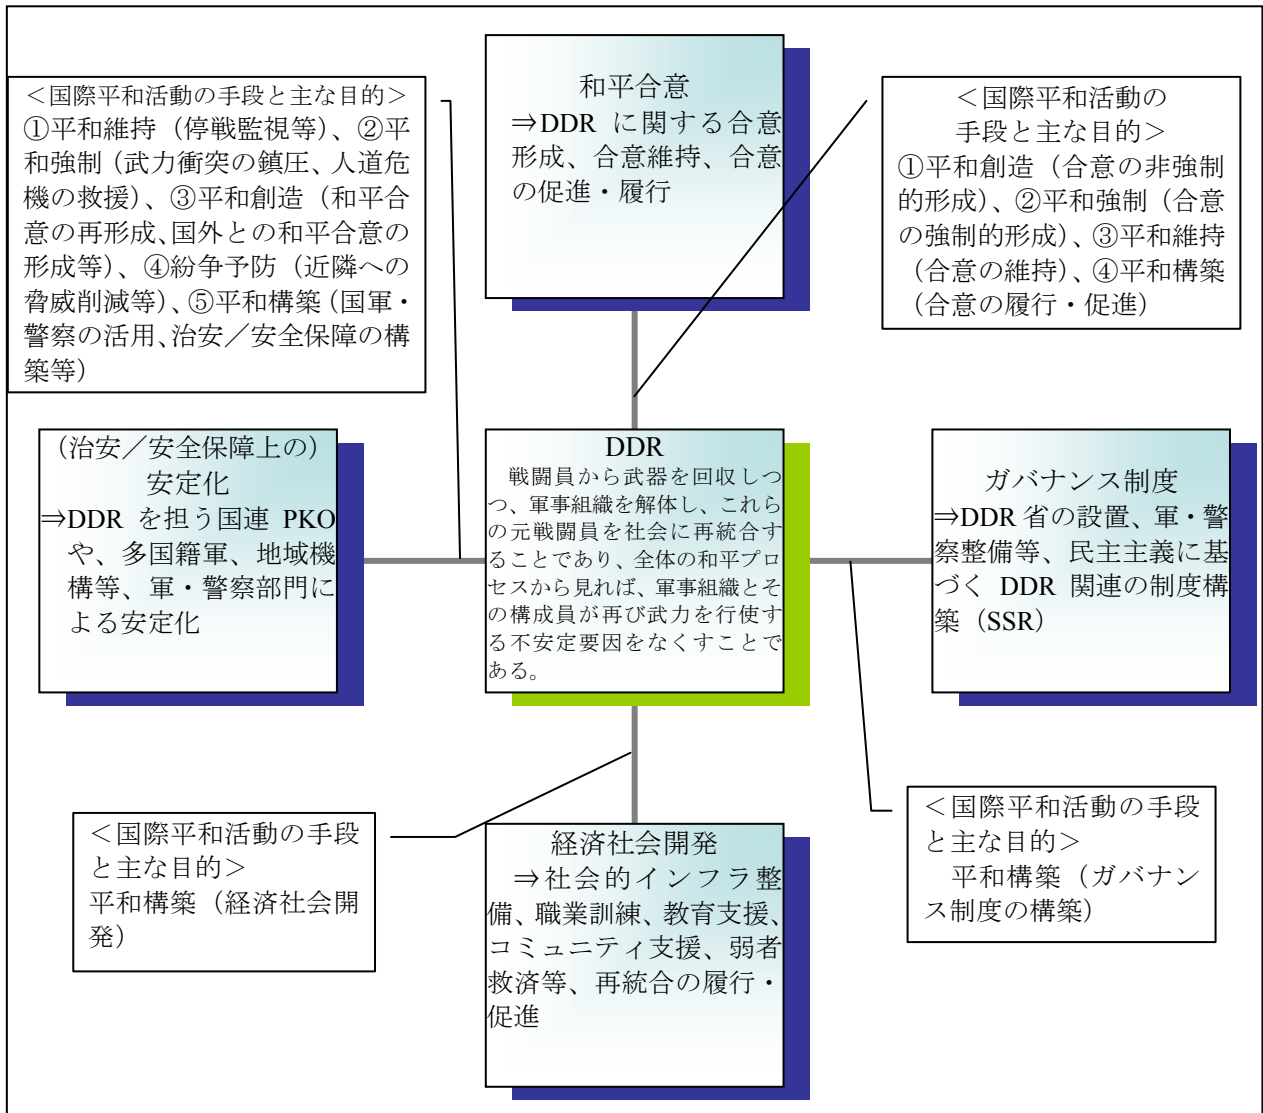 和平合意
⇒DDR に関する合意
形成、合意維持、合意
の促進・履行
＜国際平和活動の手段と主な目的＞
①平和維持（停戦監視等）、②平
和強制（武力衝突の鎮圧、人道危
機の救援）、③平和創造（和平合
意の再形成、国外との和平合意の
形成等）、④紛争予防（近隣への
脅威削減等）、⑤平和構築（国軍・
警察の活用、治安／安全保障の構
築等）
＜国際平和活動の
手段と主な目的＞
①平和創造（合意の非強制
的形成）、②平和強制（合意
の強制的形成）、③平和維持
（合意の維持）、④平和構築
（合意の履行・促進）
（治安／安全保障上の）
安定化
⇒DDR を担う国連 PKO
や、多国籍軍、地域機
構等、軍・警察部門に
よる安定化
DDR
戦闘員から武器を回収しつ
つ、軍事組織を解体し、これら
の元戦闘員を社会に再統合す
ることであり、全体の和平プロ
セスから見れば、軍事組織とそ
の構成員が再び武力を行使す
る不安定要因をなくすことで
ある。
ガバナンス制度
⇒DDR 省の設置、軍・警
察整備等、民主主義に基
づく DDR 関連の制度構
築（SSR）
＜国際平和活動の手段
と主な目的＞
平和構築（経済社会開
発）
経済社会開発
⇒社会的インフラ整
備、職業訓練、教育支援、
コミュニティ支援、弱者
救済等、再統合の履行・
促進
＜国際平和活動の手段
と主な目的＞
平和構築（ガバナン
ス制度の構築）